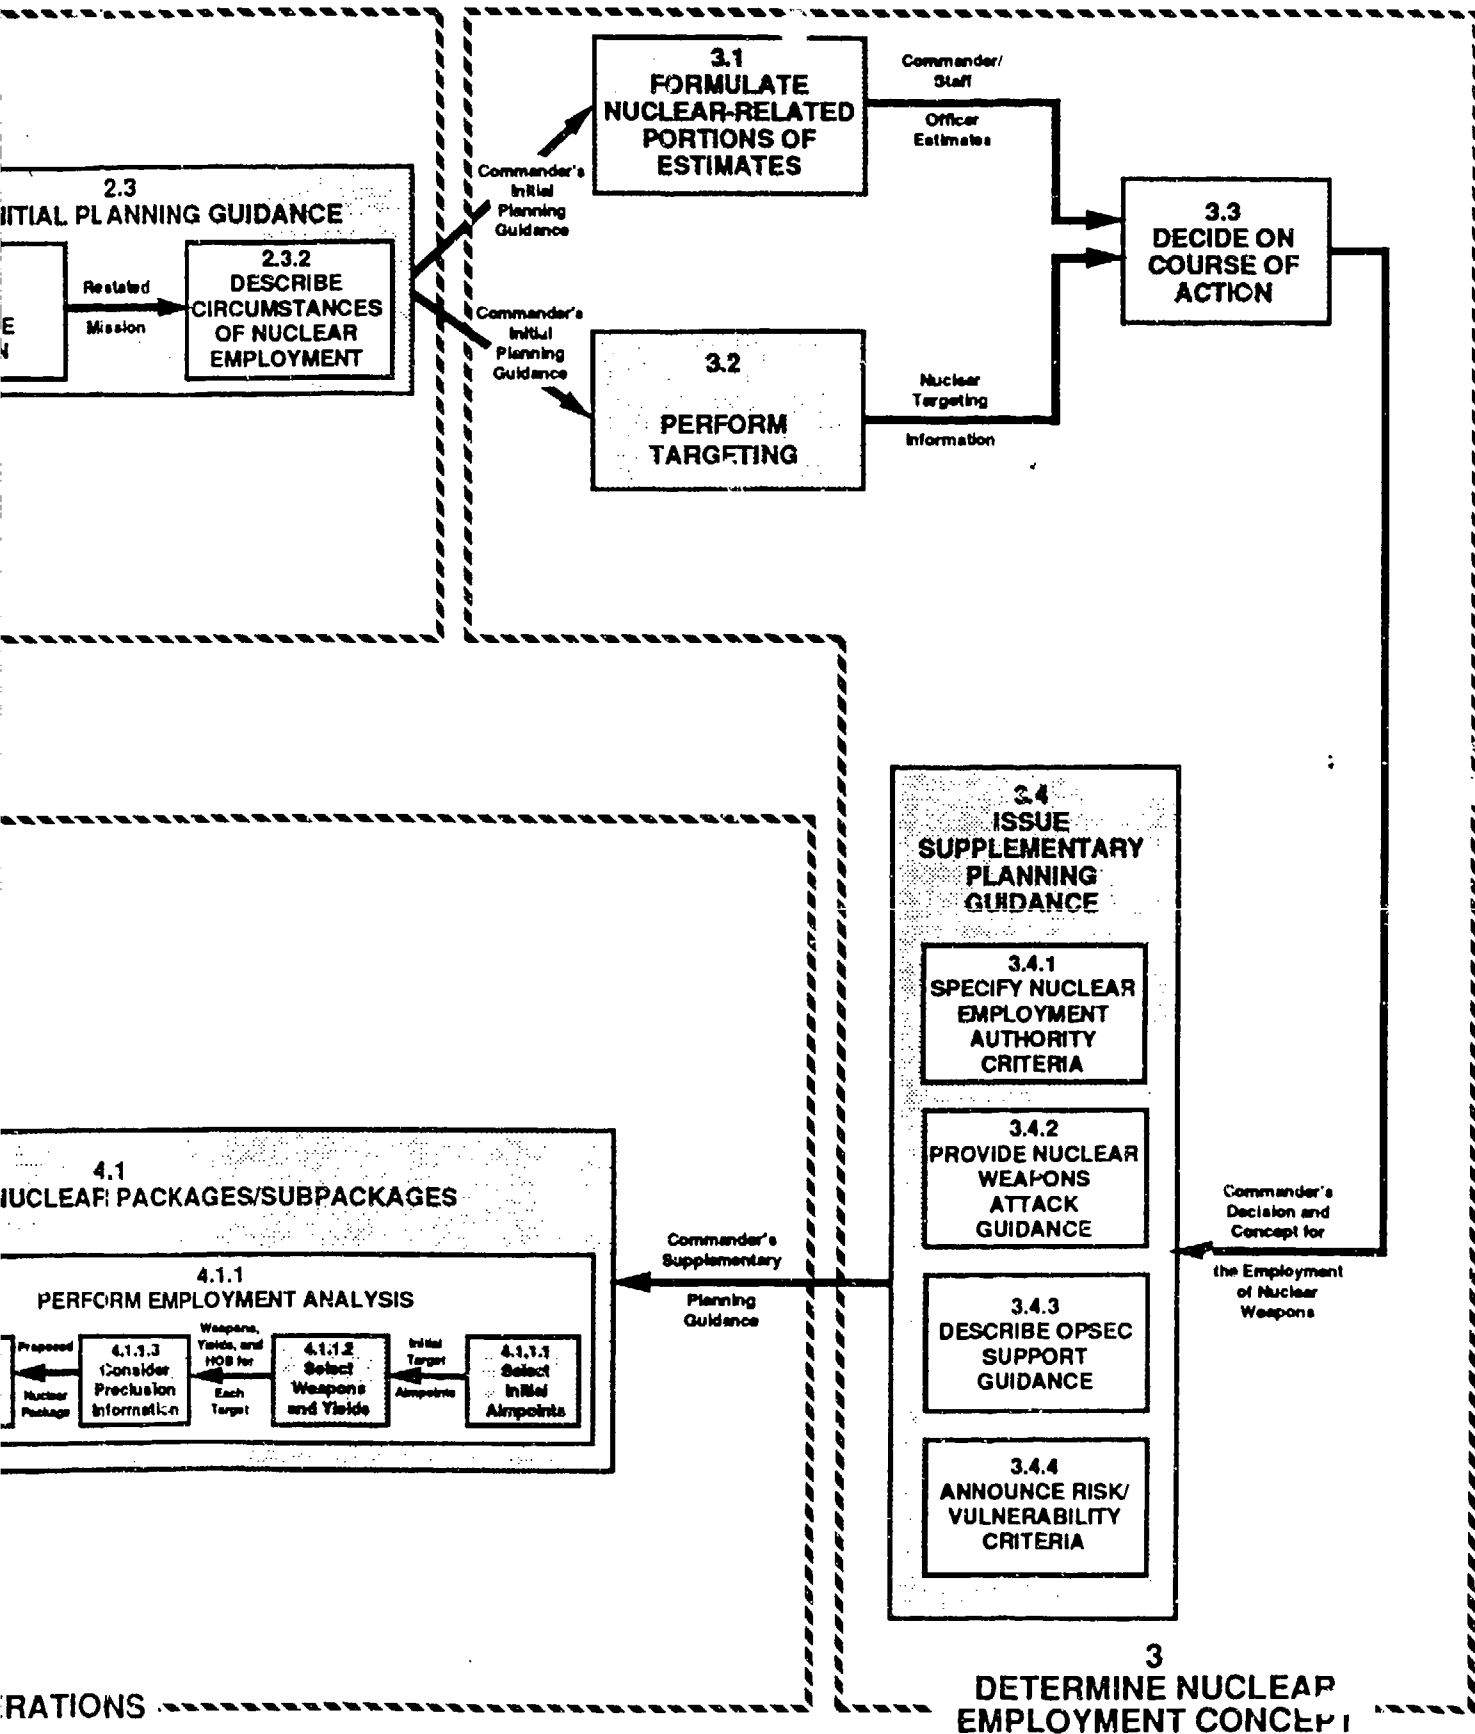 2.3
INITIAL PLANNING GUIDANCE
E
N
Restated
Mission
2.3.2
DESCRIBE
CIRCUMSTANCES
OF NUCLEAR
EMPLOYMENT
Commander's
Initial
Planning
Guidance
Commander's
Initial
Planning
Guidance
3.1
FORMULATE
NUCLEAR-RELATED
PORTIONS OF
ESTIMATES
3.2
PERFORM
TARGETING
Commander/
Staff
Officer
Estimates
Nuclear
Targeting
Information
3.3
DECIDE ON
COURSE OF
ACTION
3.4
ISSUE
SUPPLEMENTARY
PLANNING
GUIDANCE
3.4.1
SPECIFY NUCLEAR
EMPLOYMENT
AUTHORITY
CRITERIA
3.4.2
PROVIDE NUCLEAR
WEAPONS
ATTACK
GUIDANCE
3.4.3
DESCRIBE OPSEC
SUPPORT
GUIDANCE
3.4.4
ANNOUNCE RISK/
VULNERABILITY
CRITERIA
Commander's
Decision and
Concept for
the Employment
of Nuclear
Weapons
Commander's
Supplementary
Planning
Guidance
4.1
NUCLEAR PACKAGES/SUBPACKAGES
4.1.1
PERFORM EMPLOYMENT ANALYSIS
Proposed
Nuclear
Package
4.1.1.3
Consider
Preclusion
Information
Weapons,
Yields, and
HOB for
Each
Target
4.1.1.2
Select
Weapons
and Yields
Initial
Target
Aimpoints
4.1.1.1
Select
Initial
Aimpoints
ERATIONS
3
DETERMINE NUCLEAR
EMPLOYMENT CONCEPT